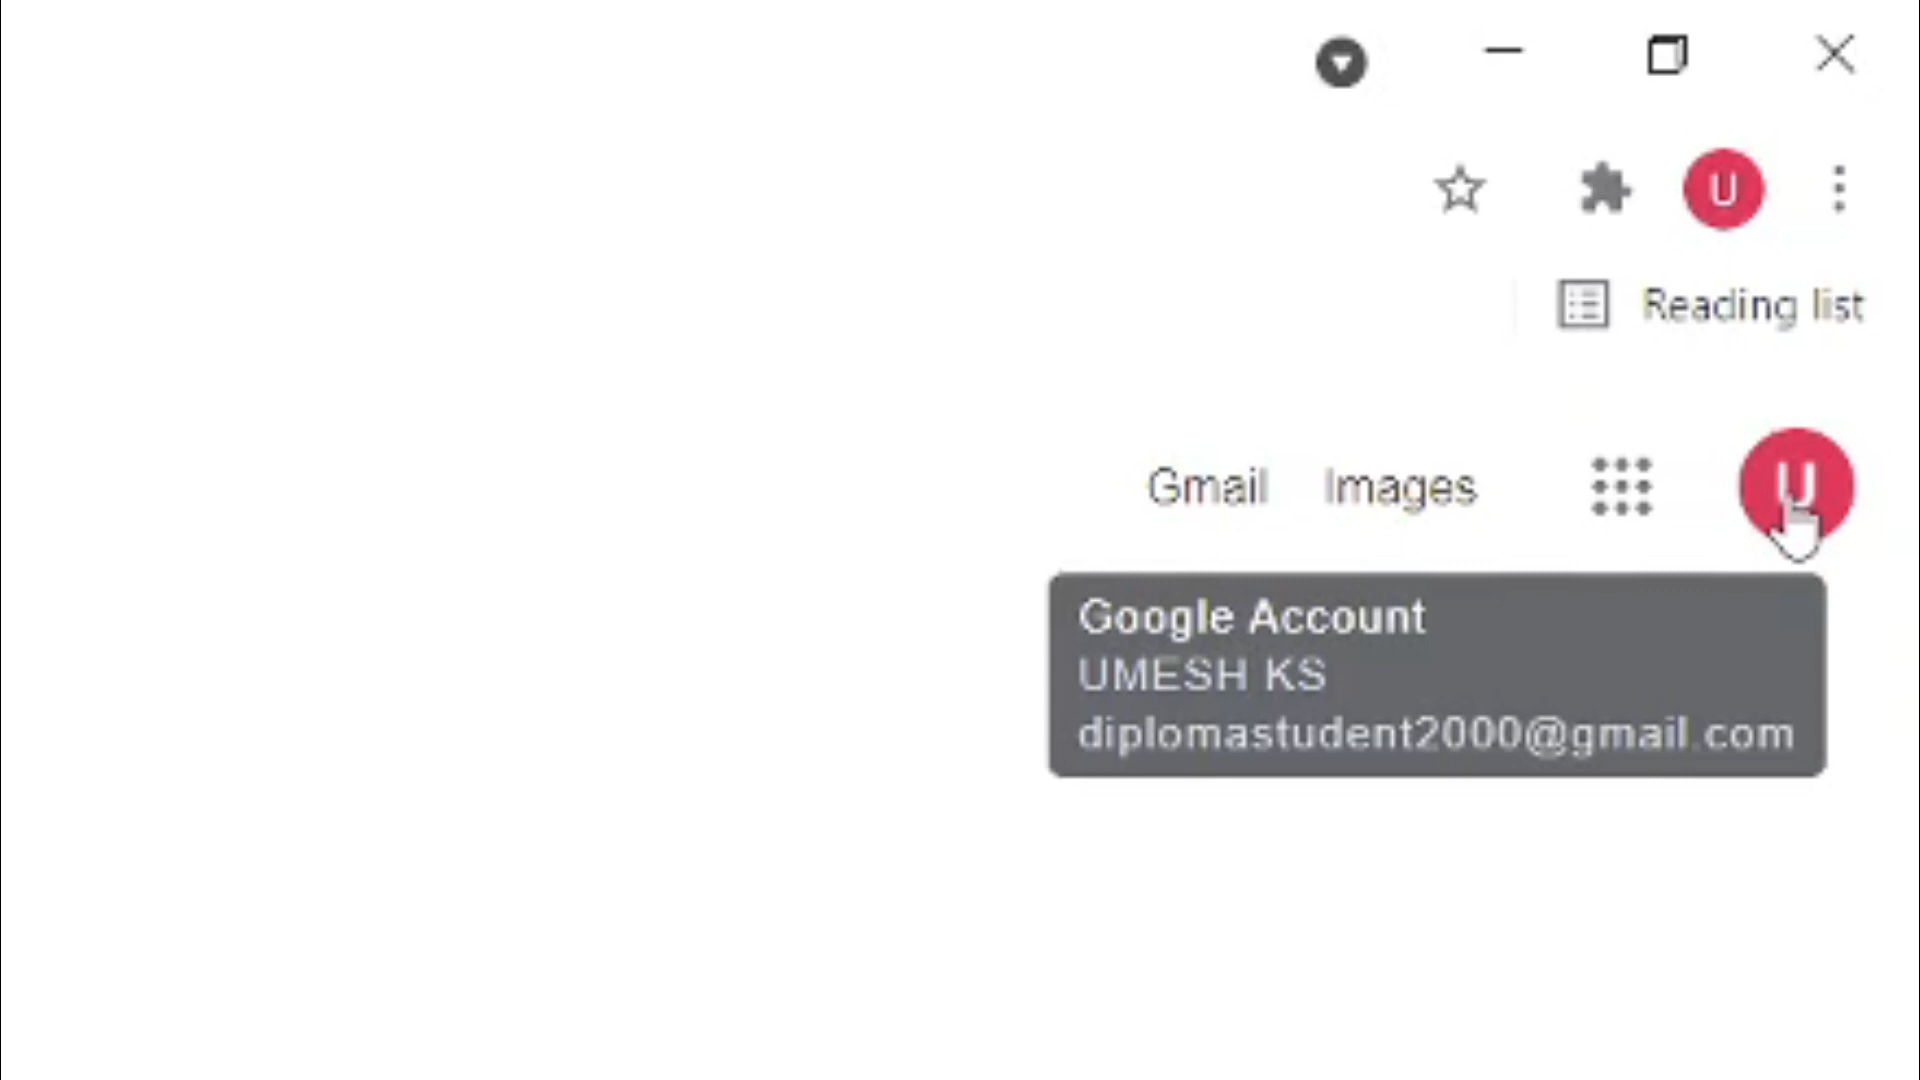 U
Reading list
Gmail Images
U
Google Account
UMESH KS
diplomastudent2000@gmail.com